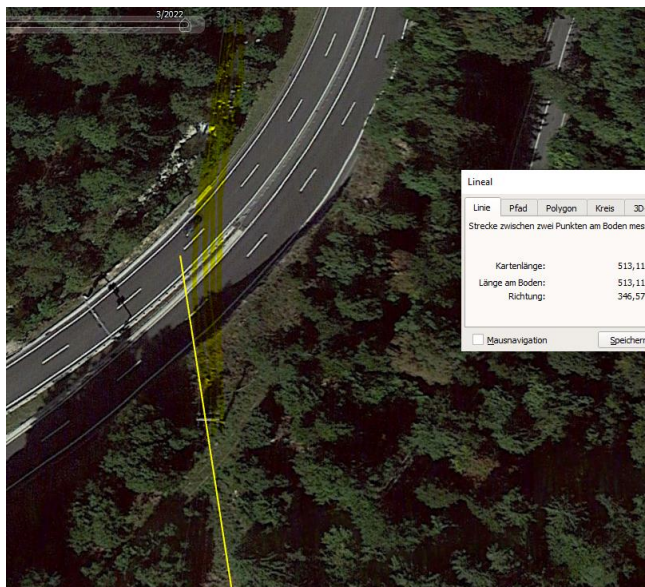 3/2022
Lineal
Linie Pfad Polygon Kreis 3D
Strecke zwischen zwei Punkten am Boden mes
Kartenlänge: 513,11
Länge am Boden: 513,11
Richtung: 346,57
Mausnavigation Speichern